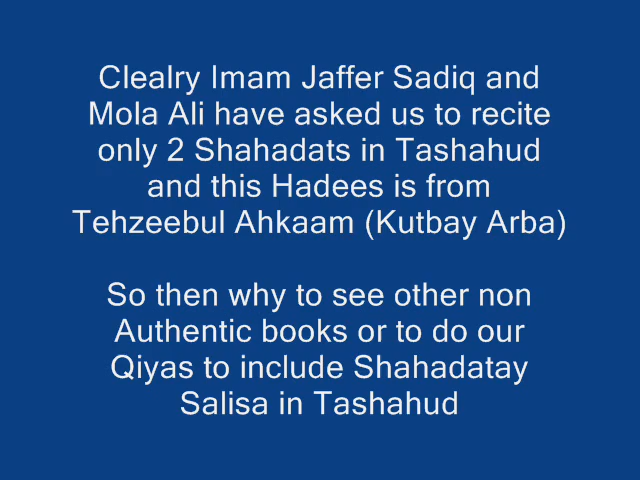 Clealry Imam Jaffer Sadiq and
Mola Ali have asked us to recite
only 2 Shahadats in Tashahud
and this Hadees is from
Tehzeebul Ahkaam (Kutbay Arba)
So then why to see other non
Authentic books or to do our
Qiyas to include Shahadatay
Salisa in Tashahud